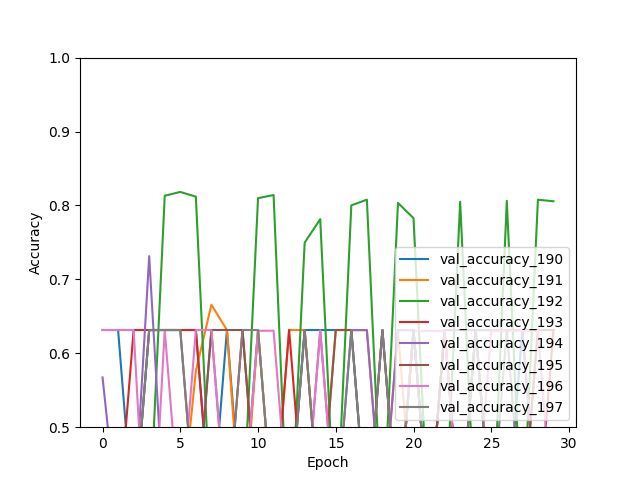 1.0
0.9
0.8
0.7
0.6
0.5
Accuracy
0
5
10
15
20
25
30
Epoch
val_accuracy_190
val_accuracy_191
val_accuracy_192
val_accuracy_193
val_accuracy_194
val_accuracy_195
val_accuracy_196
val_accuracy_197